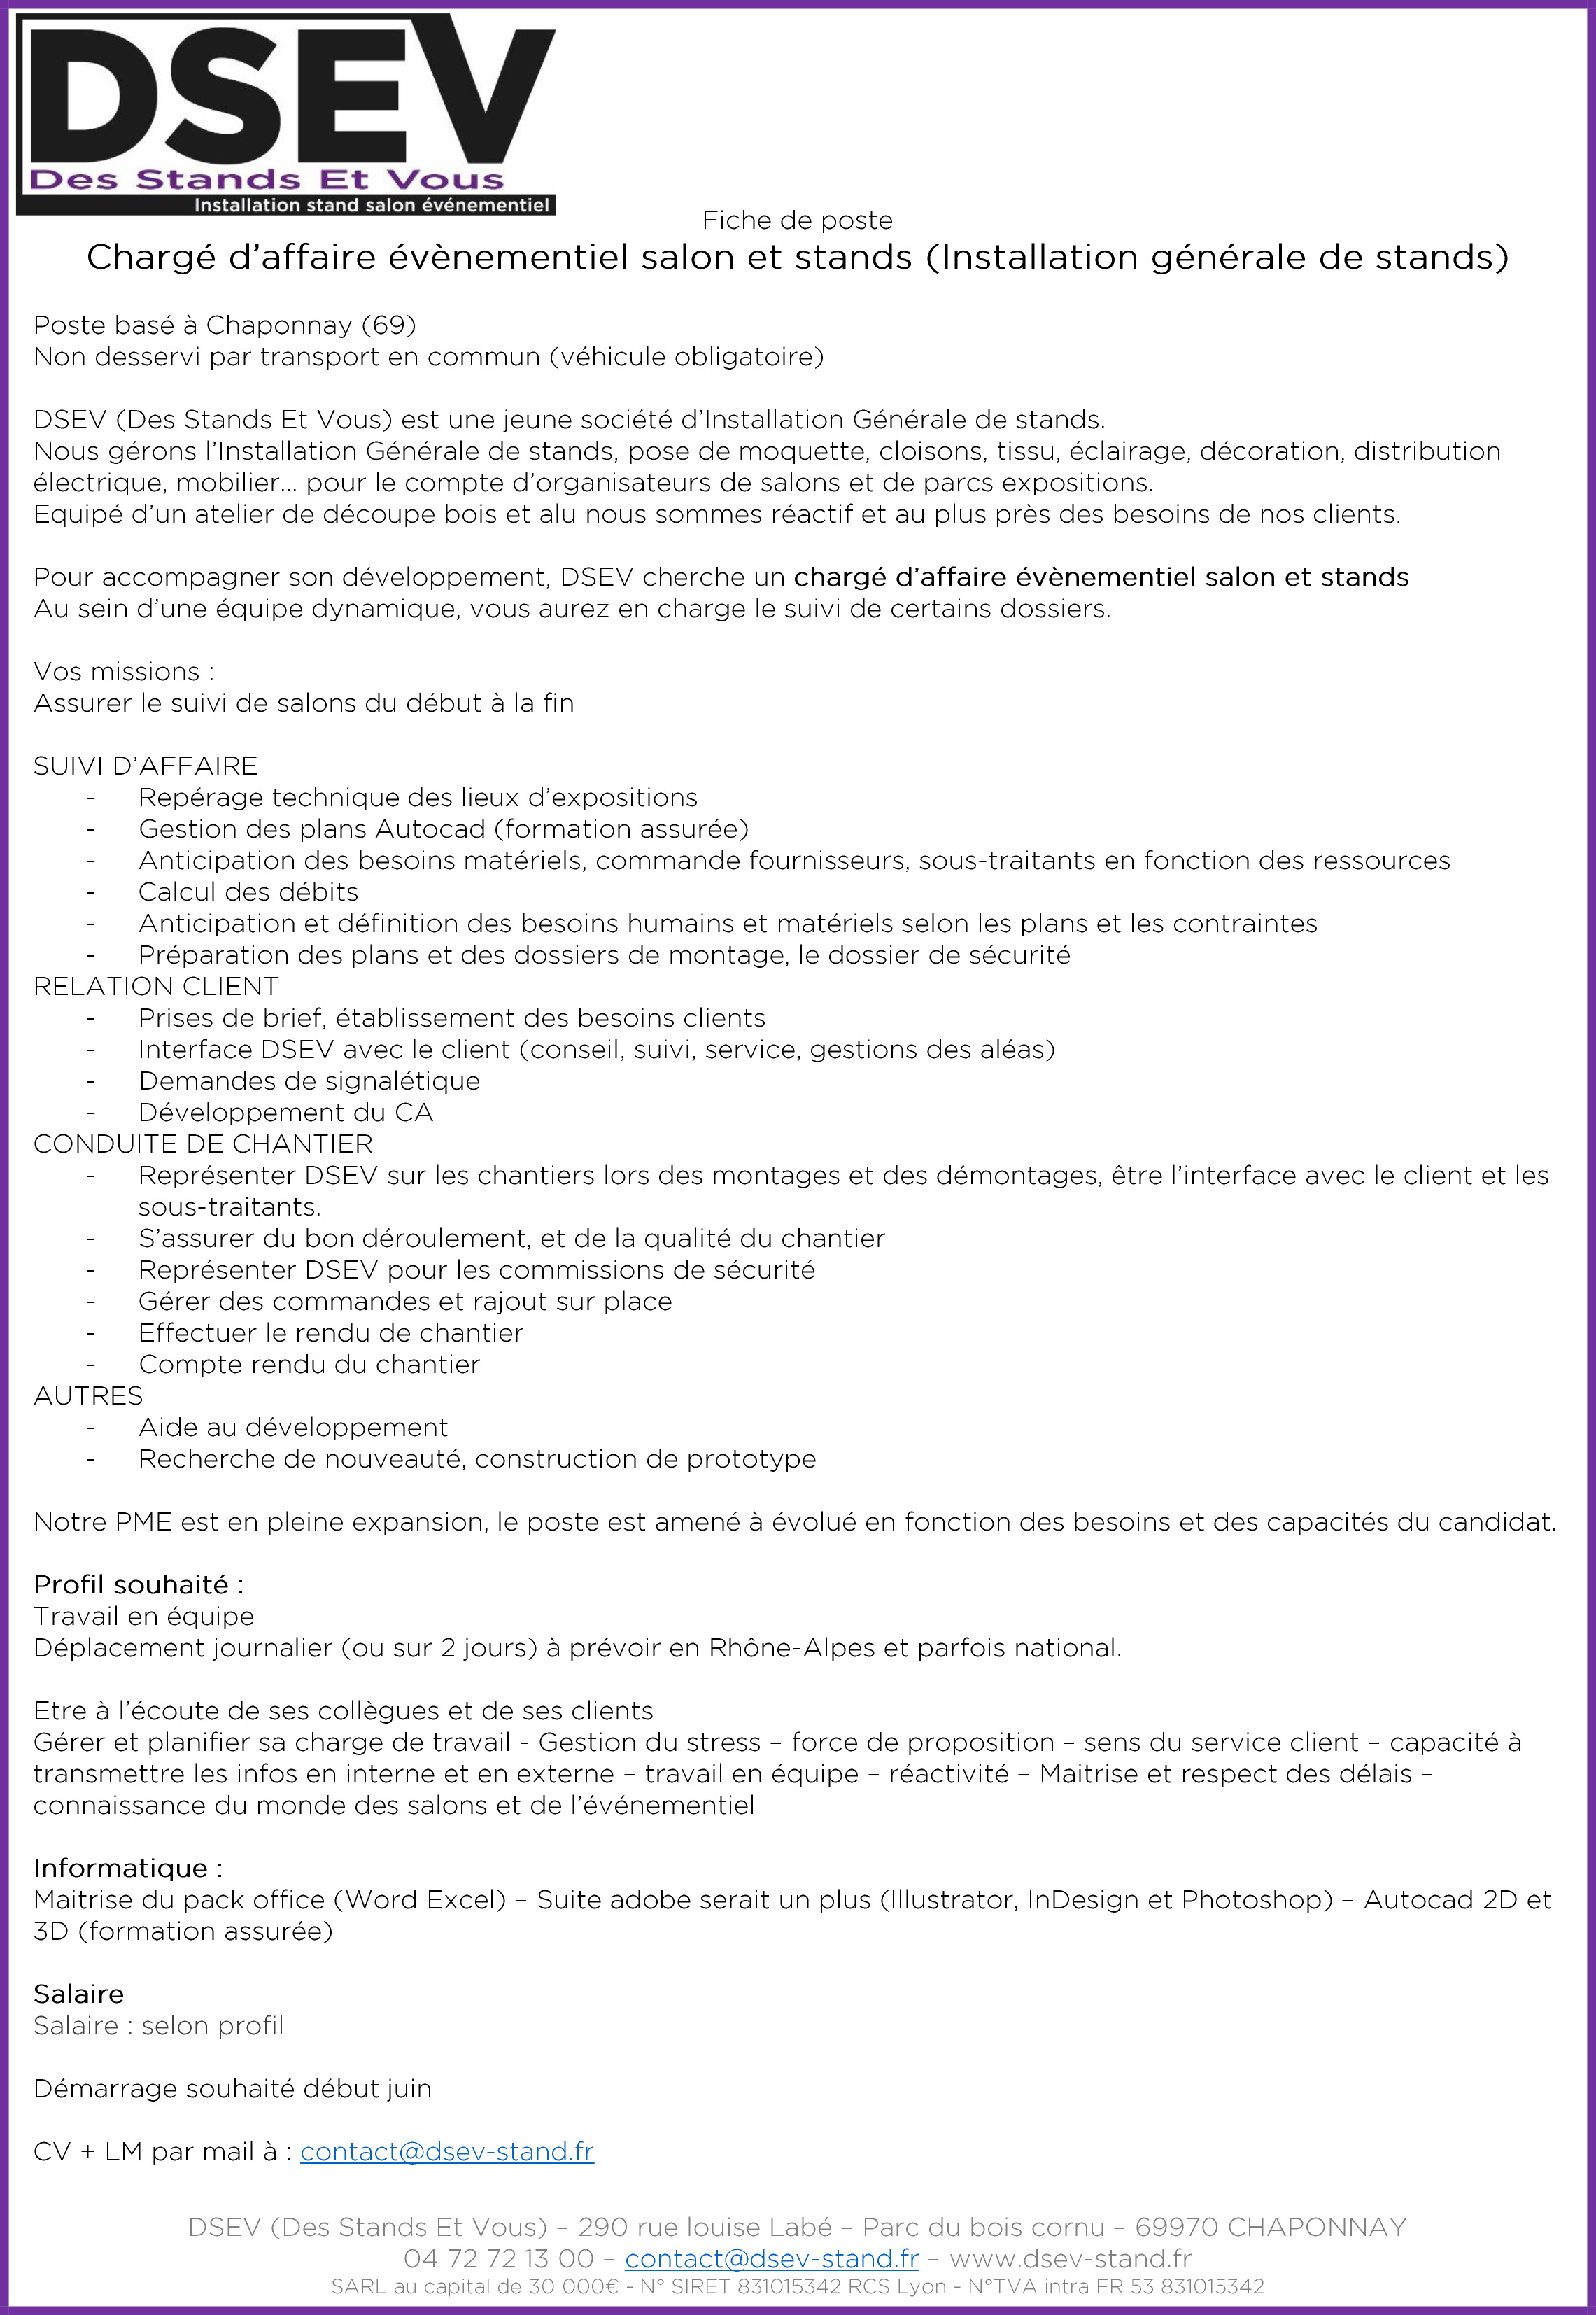 DSEV
Des Stands Et Vous
Installation stand salon événementiel
Fiche de poste
Chargé d’affaire évènementiel salon et stands (Installation générale de stands)
Poste basé à Chaponnay (69)
Non desservi par transport en commun (véhicule obligatoire)
DSEV (Des Stands Et Vous) est une jeune société d’Installation Générale de stands.
Nous gérons l’Installation Générale de stands, pose de moquette, cloisons, tissu, éclairage, décoration, distribution
électrique, mobilier... pour le compte d’organisateurs de salons et de parcs expositions.
Equipé d’un atelier de découpe bois et alu nous sommes réactif et au plus près des besoins de nos clients.
Pour accompagner son développement, DSEV cherche un chargé d’affaire évènementiel salon et stands
Au sein d’une équipe dynamique, vous aurez en charge le suivi de certains dossiers.
Vos missions :
Assurer le suivi de salons du début à la fin
SUIVI D’AFFAIRE
- Repérage technique des lieux d’expositions
- Gestion des plans Autocad (formation assurée)
- Anticipation des besoins matériels, commande fournisseurs, sous-traitants en fonction des ressources
- Calcul des débits
- Anticipation et définition des besoins humains et matériels selon les plans et les contraintes
- Préparation des plans et des dossiers de montage, le dossier de sécurité
RELATION CLIENT
- Prises de brief, établissement des besoins clients
- Interface DSEV avec le client (conseil, suivi, service, gestions des aléas)
- Demandes de signalétique
- Développement du CA
CONDUITE DE CHANTIER
- Représenter DSEV sur les chantiers lors des montages et des démontages, être l’interface avec le client et les
sous-traitants.
- S’assurer du bon déroulement, et de la qualité du chantier
- Représenter DSEV pour les commissions de sécurité
- Gérer des commandes et rajout sur place
- Effectuer le rendu de chantier
- Compte rendu du chantier
AUTRES
- Aide au développement
- Recherche de nouveauté, construction de prototype
Notre PME est en pleine expansion, le poste est amené à évolué en fonction des besoins et des capacités du candidat.
Profil souhaité :
Travail en équipe
Déplacement journalier (ou sur 2 jours) à prévoir en Rhône-Alpes et parfois national.
Etre à l’écoute de ses collègues et de ses clients
Gérer et planifier sa charge de travail - Gestion du stress – force de proposition – sens du service client – capacité à
transmettre les infos en interne et en externe – travail en équipe – réactivité – Maitrise et respect des délais –
connaissance du monde des salons et de l’événementiel
Informatique :
Maitrise du pack office (Word Excel) – Suite adobe serait un plus (Illustrator, InDesign et Photoshop) – Autocad 2D et
3D (formation assurée)
Salaire
Salaire : selon profil
Démarrage souhaité début juin
CV + LM par mail à : contact@dsev-stand.fr
DSEV (Des Stands Et Vous) – 290 rue louise Labé – Parc du bois cornu – 69970 CHAPONNAY
04 72 72 13 00 – contact@dsev-stand.fr – www.dsev-stand.fr
SARL au capital de 30 000€ - N° SIRET 831015342 RCS Lyon - N°TVA intra FR 53 831015342